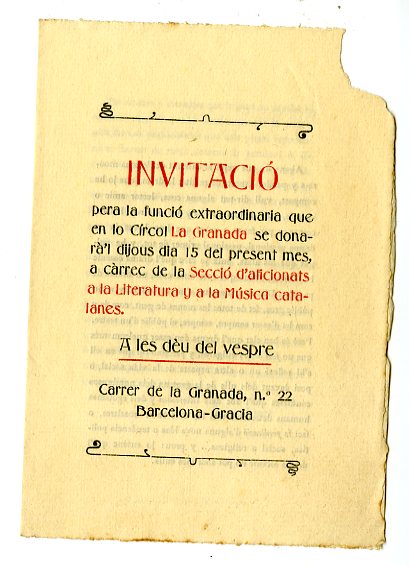 INVITACIÓ
pera la funció extraordinaria que
en lo Círcol La Granada se dona-
rà'l dijous dia 15 del present mes,
a càrrec de la Secció d'aficionats
a la Literatura y a la Música cata-
lanes.
A les dèu del vespre
Carrer de la Granada, n.º 22
Barcelona-Gracia